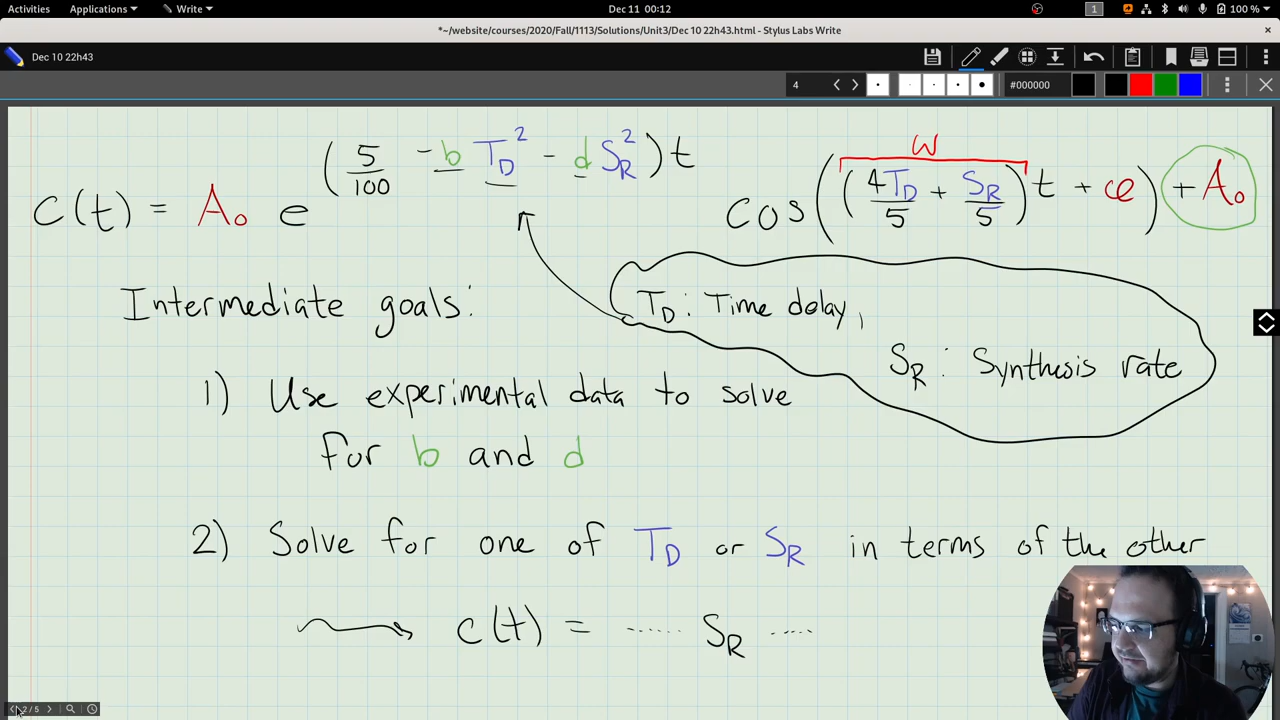 Activities Applications Write Dec 11 00:12 1 100 %
*~/website/courses/2020/Fall/1113/Solutions/Unit3/Dec 10 22h43.html - Stylus Labs Write
Dec 10 22h43
4 #000000
C(t) = A₀ e^(5/100 - b T_D² - d S_R²)t cos((4T_D/5 + S_R/5)t + φ) + A₀
W
Intermediate goals:
T_D: Time delay,
S_R: Synthesis rate
1) Use experimental data to solve
for b and d
2) Solve for one of T_D or S_R in terms of the other
c(t) = ...... S_R .....
2/5